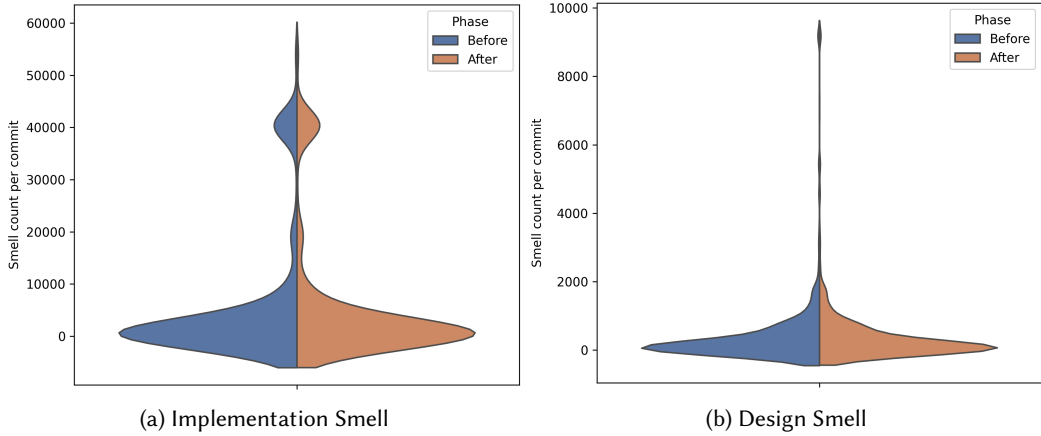 60000
50000
40000
30000
20000
10000
0
Smell count per commit
Phase
Before
After
(a) Implementation Smell
10000
8000
6000
4000
2000
0
Smell count per commit
Phase
Before
After
(b) Design Smell